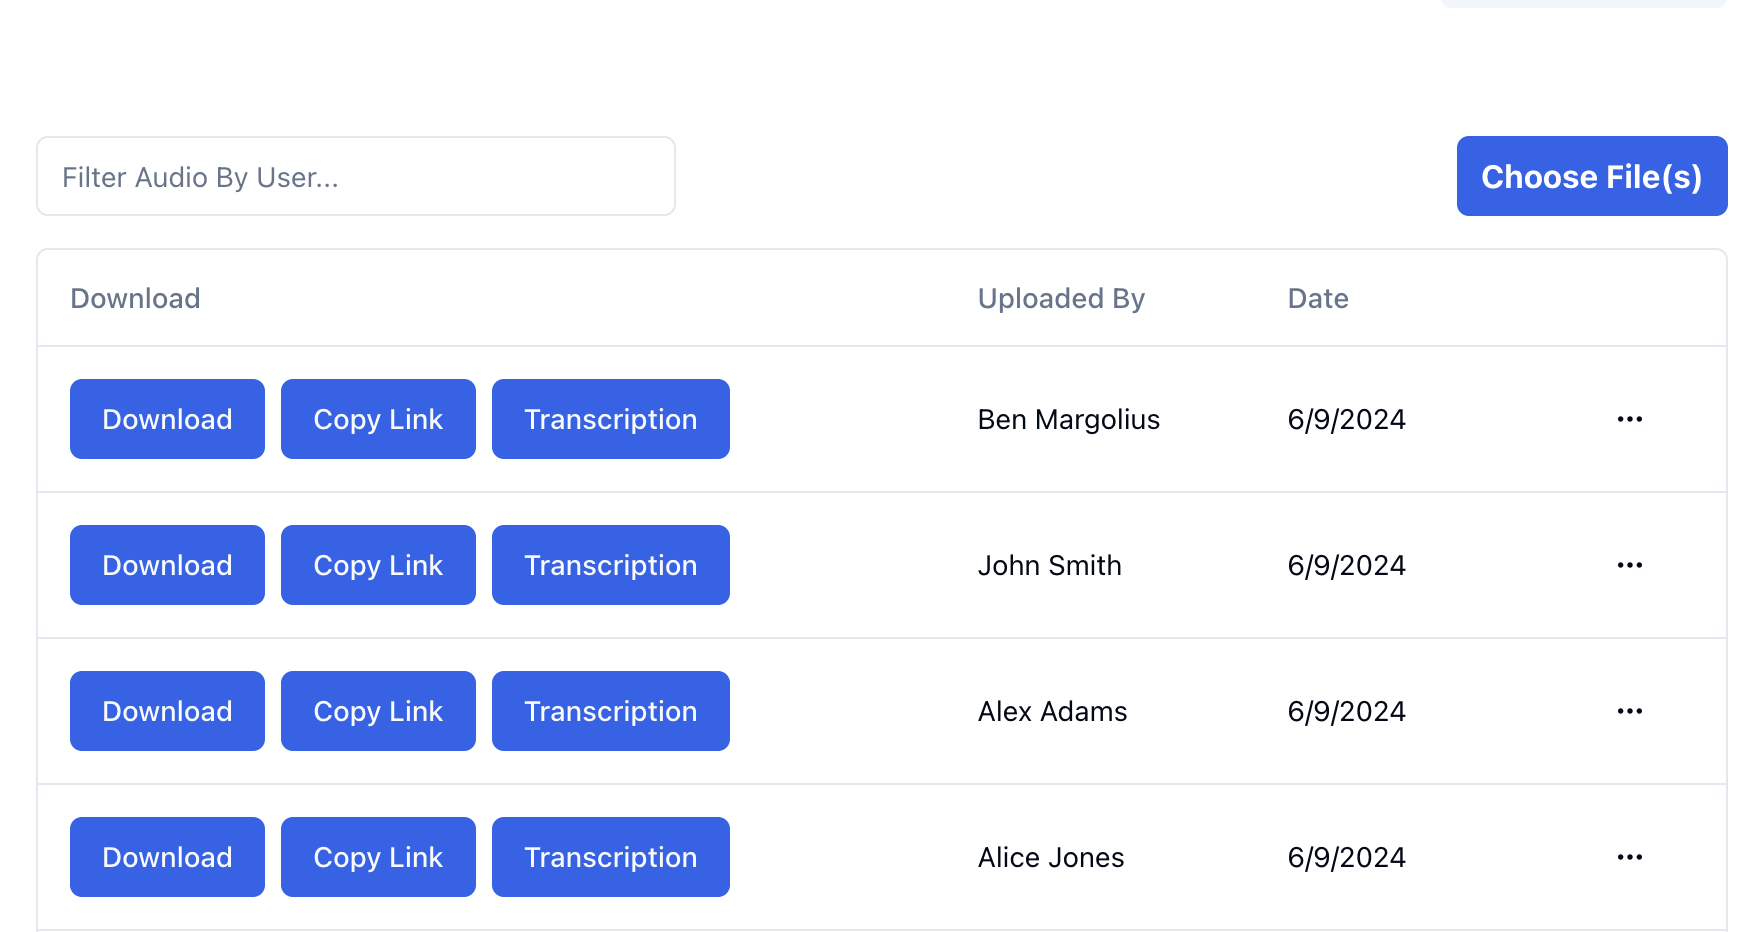 Filter Audio By User...
Choose File(s)
Download Uploaded By Date
Download Copy Link Transcription Ben Margolius 6/9/2024 ...
Download Copy Link Transcription John Smith 6/9/2024 ...
Download Copy Link Transcription Alex Adams 6/9/2024 ...
Download Copy Link Transcription Alice Jones 6/9/2024 ...